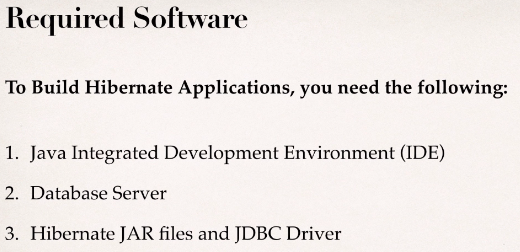 Required Software
To Build Hibernate Applications, you need the following:
1. Java Integrated Development Environment (IDE)
2. Database Server
3. Hibernate JAR files and JDBC Driver